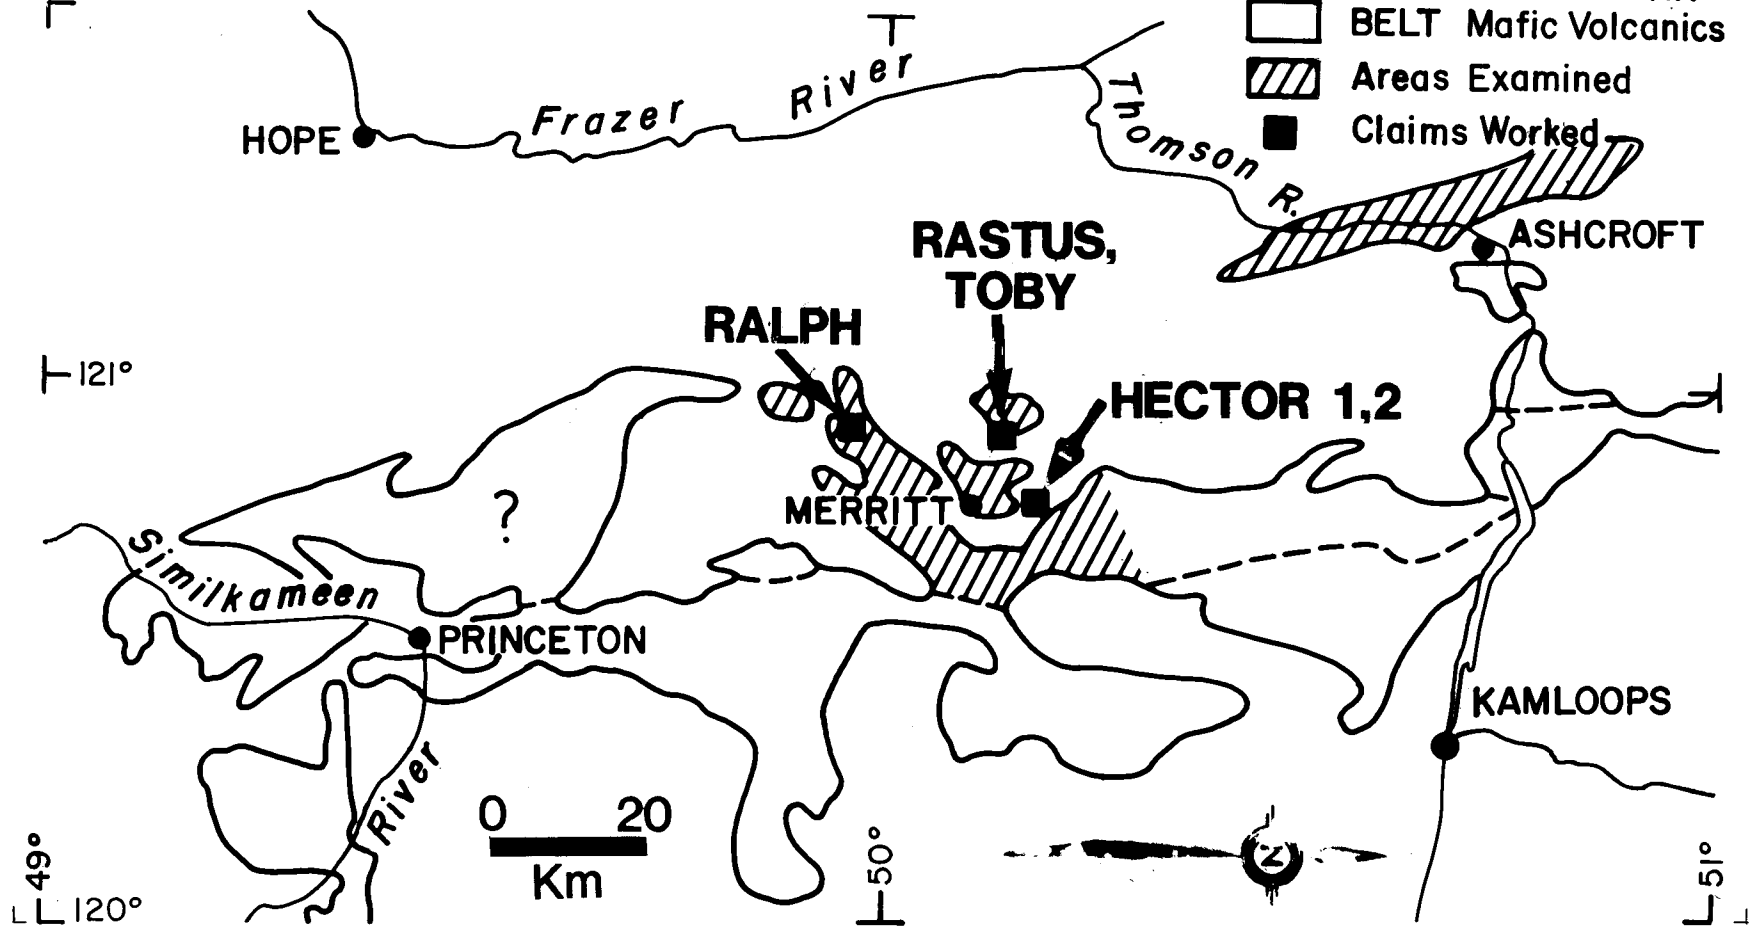 BELT Mafic Volcanics
Areas Examined
Claims Worked
HOPE
Frazer River
Thomson R.
ASHCROFT
RASTUS,
TOBY
RALPH
121°
HECTOR 1,2
?
MERRITT
Similkameen
PRINCETON
KAMLOOPS
River
0 20
Km
N
49°
50°
51°
120°